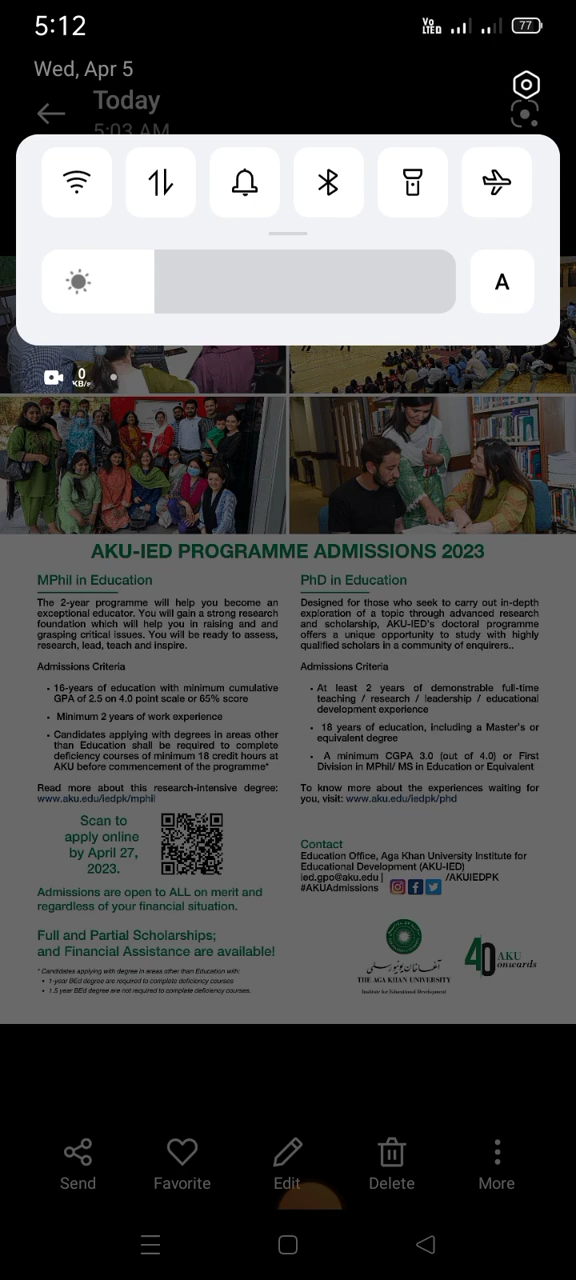 5:12
Vo LTED
77
Wed, Apr 5
Today
5:03 AM
A
0
KB/s
AKU-IED PROGRAMME ADMISSIONS 2023
MPhil in Education
The 2-year programme will help you become an
exceptional educator. You will gain a strong research
foundation which will help you in raising and and
grasping critical issues. You will be ready to assess,
research, lead, teach and inspire.
Admissions Criteria
• 16-years of education with minimum cumulative
GPA of 2.5 on 4.0 point scale or 65% score
• Minimum 2 years of work experience
• Candidates applying with degrees in areas other
than Education shall be required to complete
deficiency courses of minimum 18 credit hours at
AKU before commencement of the programme*
Read more about this research-intensive degree:
www.aku.edu/iedpk/mphil
Scan to
apply online
by April 27,
2023.
Admissions are open to ALL on merit and
regardless of your financial situation.
Full and Partial Scholarships;
and Financial Assistance are available!
* Candidates applying with degree in areas other than Education with:
• 1-year BEd degree are required to complete deficiency courses
• 1.5 year BEd degree are not required to complete deficiency courses.
PhD in Education
Designed for those who seek to carry out in-depth
exploration of a topic through advanced research
and scholarship, AKU-IED's doctoral programme
offers a unique opportunity to study with highly
qualified scholars in a community of enquirers..
Admissions Criteria
• At least 2 years of demonstrable full-time
teaching / research / leadership / educational
development experience
• 18 years of education, including a Master's or
equivalent degree
• A minimum CGPA 3.0 (out of 4.0) or First
Division in MPhil/ MS in Education or Equivalent
To know more about the experiences waiting for
you, visit: www.aku.edu/iedpk/phd
Contact
Education Office, Aga Khan University Institute for
Educational Development (AKU-IED)
ied.gpo@aku.edu | /AKUIEDPK
#AKUAdmissions
آغا خان یونیورسٹی
THE AGA KHAN UNIVERSITY
Institute for Educational Development
40 AKU
onwards
Send
Favorite
Edit
Delete
More